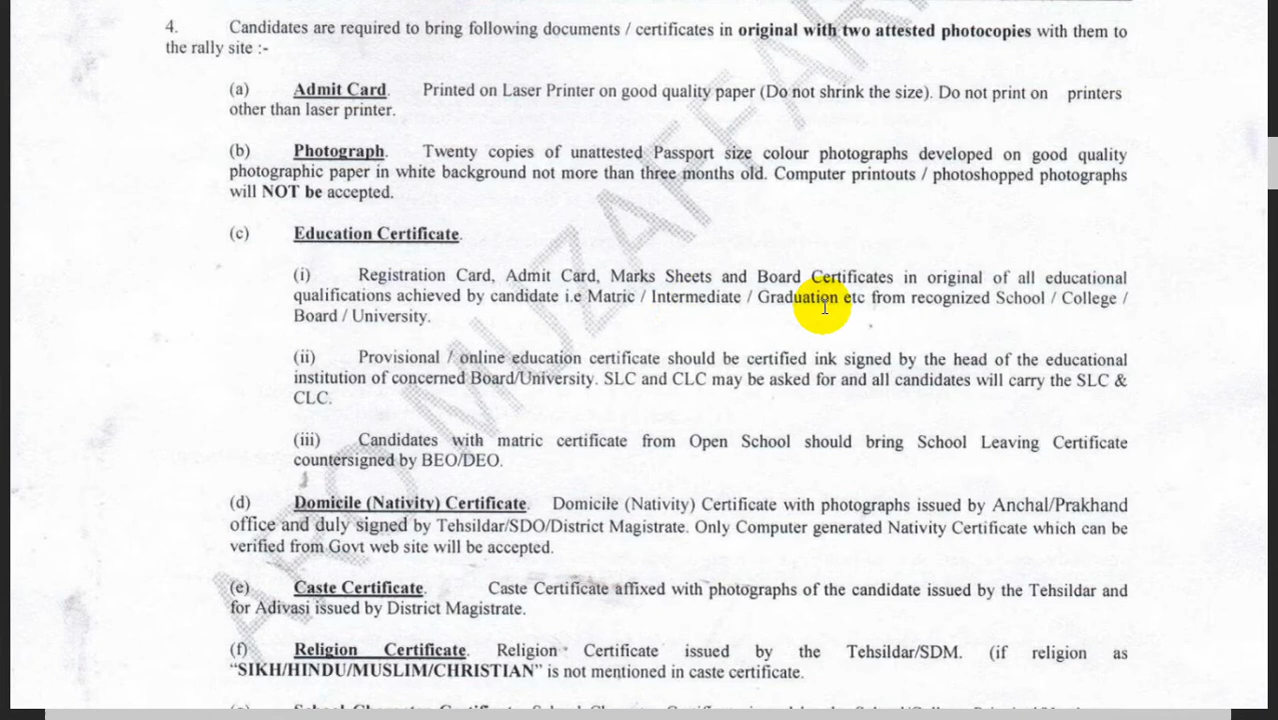 4. Candidates are required to bring following documents / certificates in original with two attested photocopies with them to
the rally site :-
(a) Admit Card. Printed on Laser Printer on good quality paper (Do not shrink the size). Do not print on printers
other than laser printer.
(b) Photograph. Twenty copies of unattested Passport size colour photographs developed on good quality
photographic paper in white background not more than three months old. Computer printouts / photoshopped photographs
will NOT be accepted.
(c) Education Certificate.
(i) Registration Card, Admit Card, Marks Sheets and Board Certificates in original of all educational
qualifications achieved by candidate i.e Matric / Intermediate / Graduation etc from recognized School / College /
Board / University.
(ii) Provisional / online education certificate should be certified ink signed by the head of the educational
institution of concerned Board/University. SLC and CLC may be asked for and all candidates will carry the SLC &
CLC.
(iii) Candidates with matric certificate from Open School should bring School Leaving Certificate
countersigned by BEO/DEO.
(d) Domicile (Nativity) Certificate. Domicile (Nativity) Certificate with photographs issued by Anchal/Prakhand
office and duly signed by Tehsildar/SDO/District Magistrate. Only Computer generated Nativity Certificate which can be
verified from Govt web site will be accepted.
(e) Caste Certificate. Caste Certificate affixed with photographs of the candidate issued by the Tehsildar and
for Adivasi issued by District Magistrate.
(f) Religion Certificate. Religion Certificate issued by the Tehsildar/SDM. (if religion as
“SIKH/HINDU/MUSLIM/CHRISTIAN” is not mentioned in caste certificate.
ARO MUZAFFAR